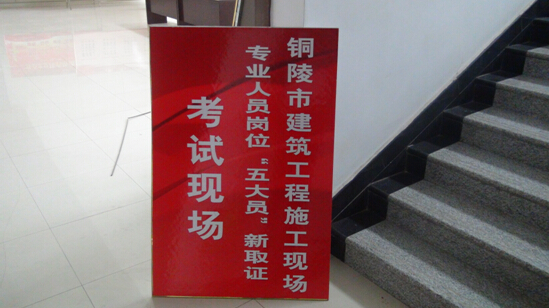 铜陵市建筑工程施工现场
专业人员岗位“五大员”新取证
考试现场